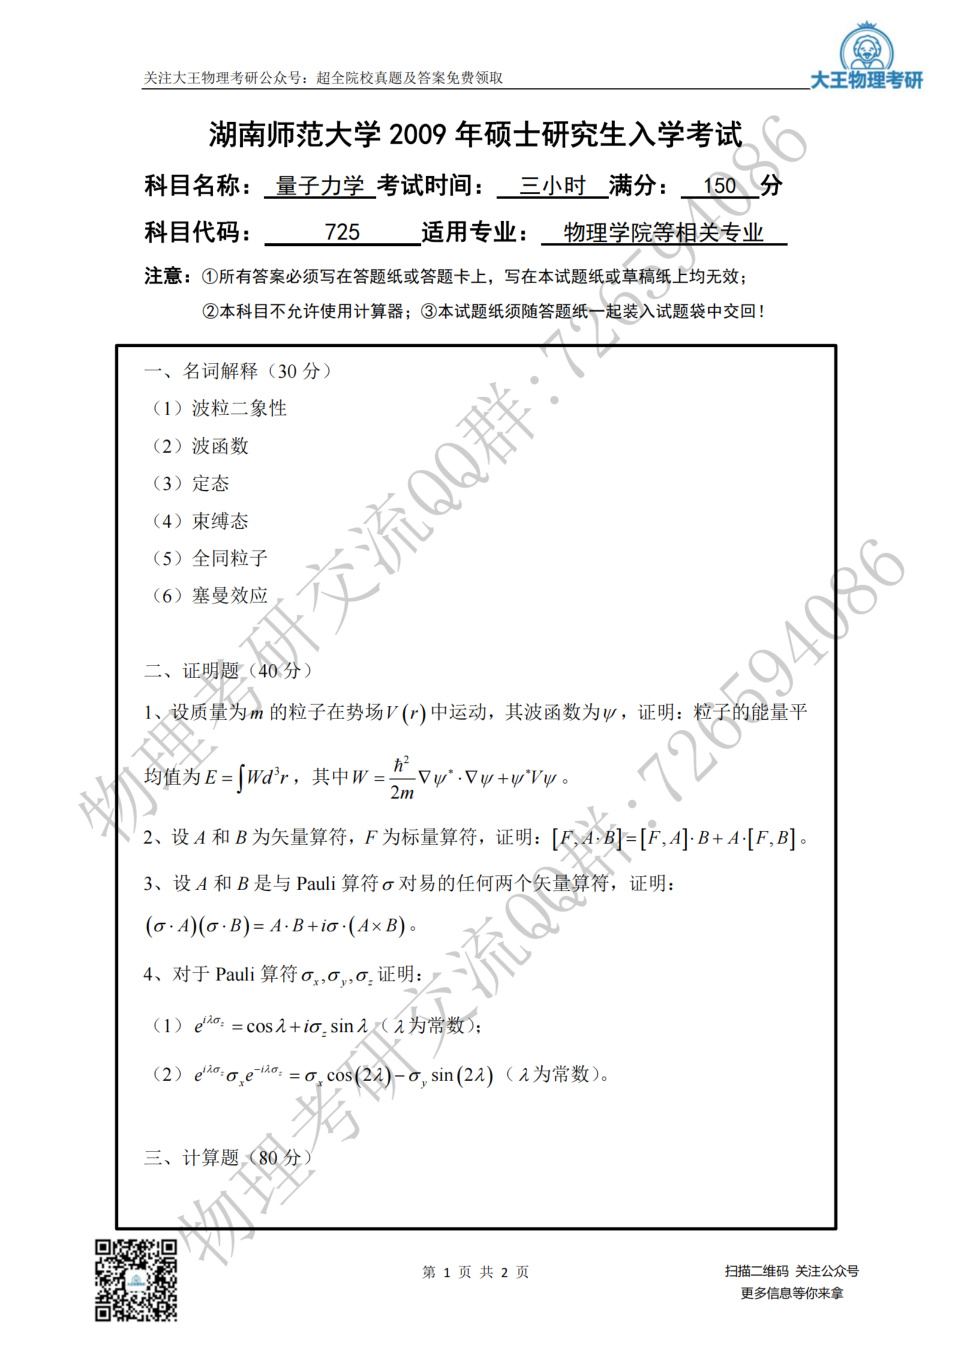 关注大王物理考研公众号：超全院校真题及答案免费领取
大王物理考研
湖南师范大学 2009 年硕士研究生入学考试
科目名称： 量子力学 考试时间： 三小时 满分： 150 分
科目代码： 725 适用专业： 物理学院等相关专业
注意：①所有答案必须写在答题纸或答题卡上，写在本试题纸或草稿纸上均无效；
②本科目不允许使用计算器；③本试题纸须随答题纸一起装入试题袋中交回！
一、名词解释（30 分）
（1）波粒二象性
（2）波函数
（3）定态
（4）束缚态
（5）全同粒子
（6）塞曼效应
二、证明题（40 分）
1、设质量为 m 的粒子在势场 V(r) 中运动，其波函数为 ψ，证明：粒子的能量平
均值为 E = ∫Wd³r，其中 W = ħ²/2m ∇ψ*·∇ψ + ψ*Vψ。
2、设 A 和 B 为矢量算符，F 为标量算符，证明：[F, A·B] = [F, A]·B + A·[F, B]。
3、设 A 和 B 是与 Pauli 算符 σ 对易的任何两个矢量算符，证明：
(σ·A)(σ·B) = A·B + iσ·(A×B)。
4、对于 Pauli 算符 σₓ, σ_y, σ_z 证明：
（1）e^{iλσ_z} = cos λ + iσ_z sin λ（λ 为常数）；
（2）e^{iλσ_z} σₓ e^{-iλσ_z} = σₓ cos(2λ) − σ_y sin(2λ)（λ 为常数）。
三、计算题（80 分）
物理考研交流QQ群：726594086
物理考研交流QQ群：726594086
大王物理考研
第 1 页 共 2 页
扫描二维码 关注公众号
更多信息等你来拿